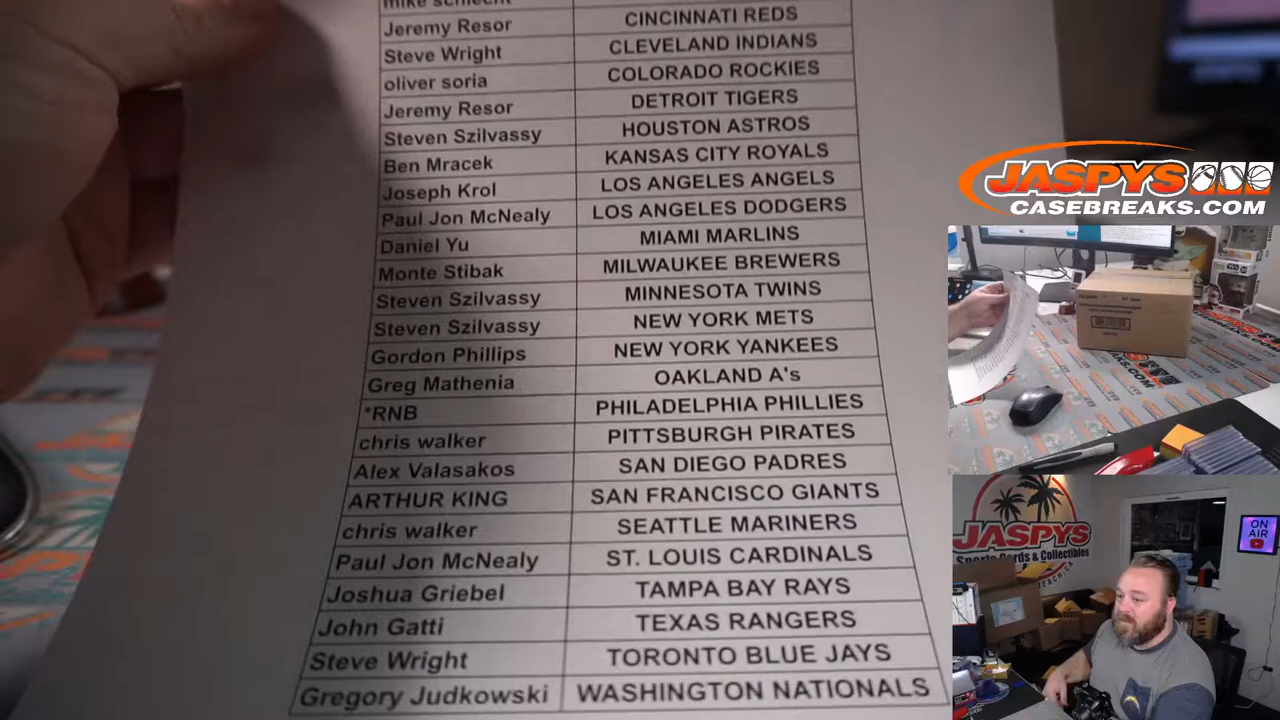 mike schlecht
Jeremy Resor CINCINNATI REDS
Steve Wright CLEVELAND INDIANS
oliver soria COLORADO ROCKIES
Jeremy Resor DETROIT TIGERS
Steven Szilvassy HOUSTON ASTROS
Ben Mracek KANSAS CITY ROYALS
Joseph Krol LOS ANGELES ANGELS
Paul Jon McNealy LOS ANGELES DODGERS
Daniel Yu MIAMI MARLINS
Monte Stibak MILWAUKEE BREWERS
Steven Szilvassy MINNESOTA TWINS
Steven Szilvassy NEW YORK METS
Gordon Phillips NEW YORK YANKEES
Greg Mathenia OAKLAND A's
*RNB PHILADELPHIA PHILLIES
chris walker PITTSBURGH PIRATES
Alex Valasakos SAN DIEGO PADRES
ARTHUR KING SAN FRANCISCO GIANTS
chris walker SEATTLE MARINERS
Paul Jon McNealy ST. LOUIS CARDINALS
Joshua Griebel TAMPA BAY RAYS
John Gatti TEXAS RANGERS
Steve Wright TORONTO BLUE JAYS
Gregory Judkowski WASHINGTON NATIONALS
JASPYS
CASEBREAKS.COM
JASPYS
Sports Cards & Collectibles
ON
AIR